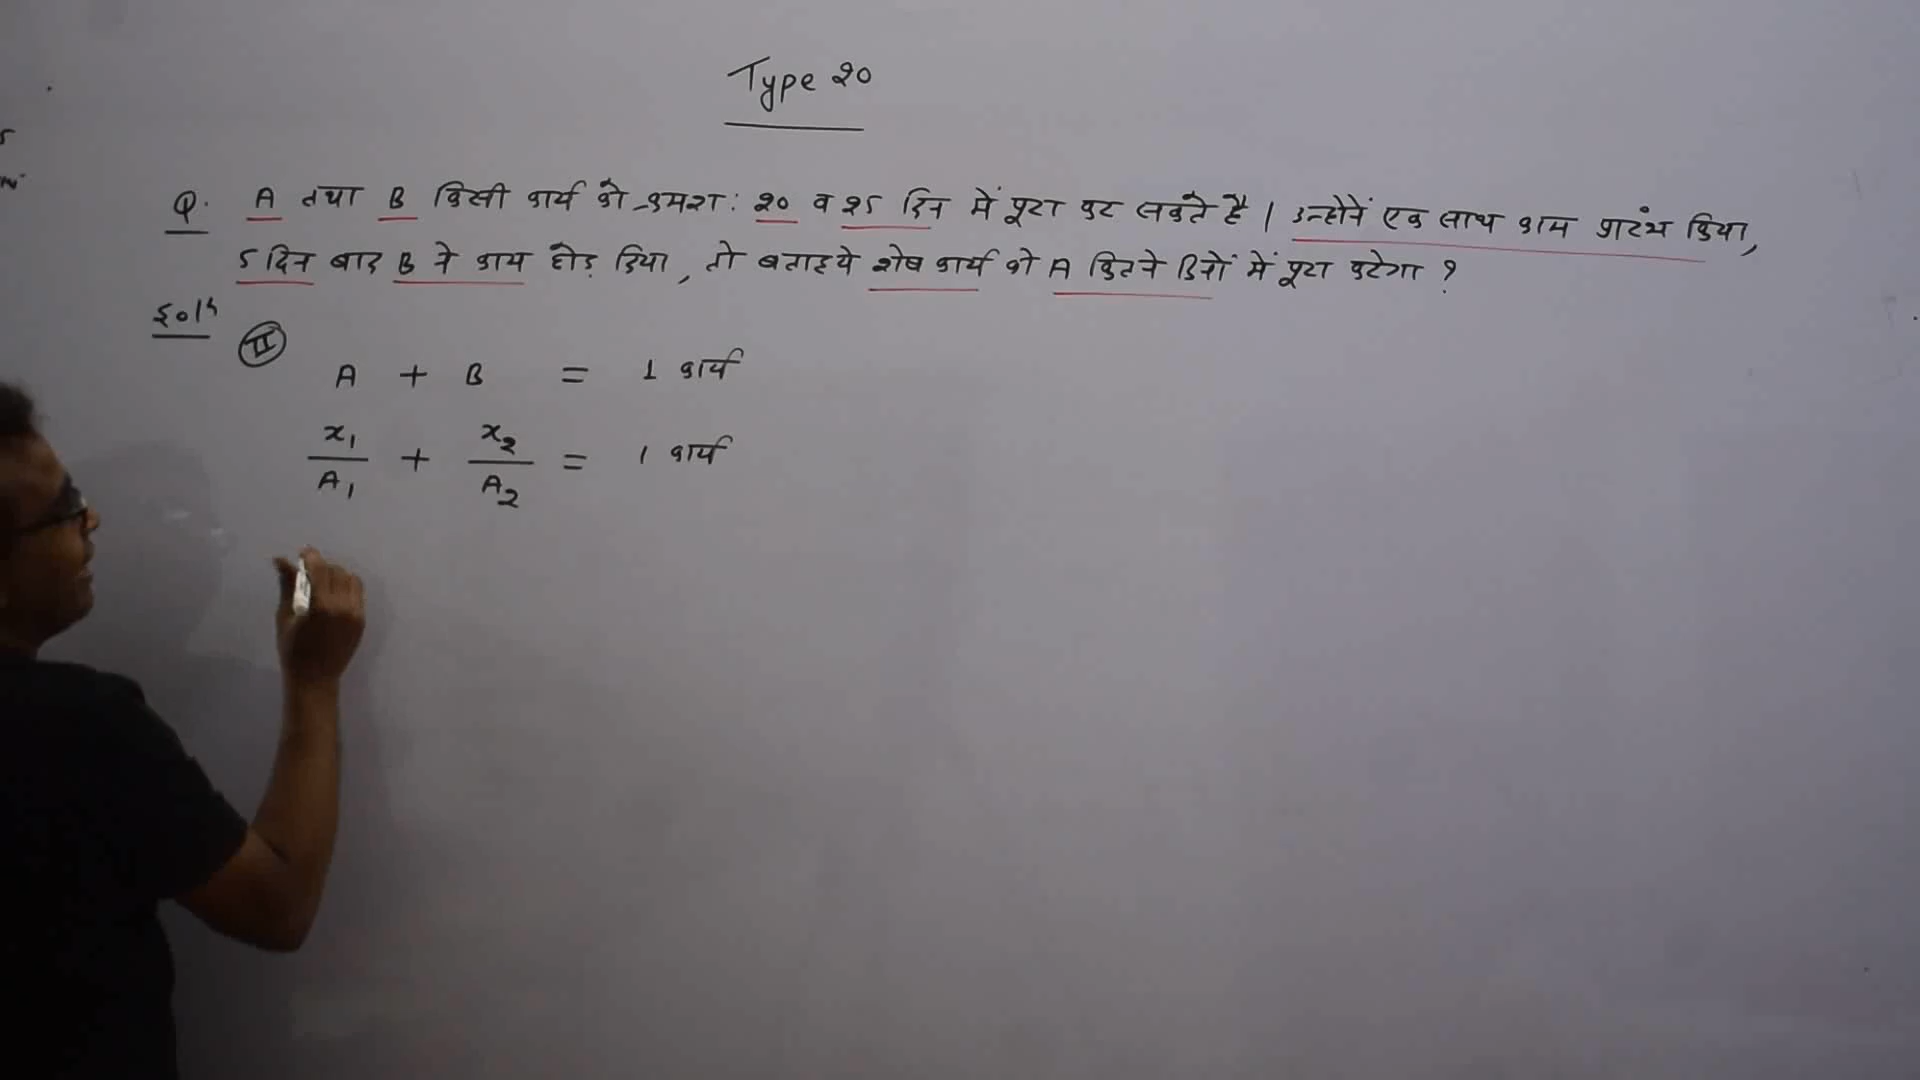 Type 20
Q. A तथा B किसी कार्य को क्रमश: 20 व 25 दिन में पूरा कर सकते है। उन्होनें एक साथ काम प्रारंभ किया,
5 दिन बाद B ने काम छोड़ दिया, तो बताइये शेष कार्य को A कितने दिनों में पूरा करेगा ?
Solⁿ
II
A + B = 1 कार्य
x₁/A₁ + x₂/A₂ = 1 कार्य